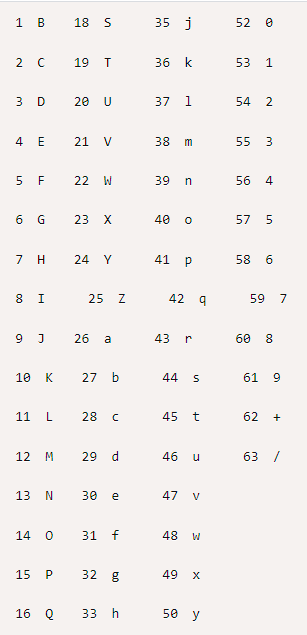 1 B 18 S 35 j 52 0
2 C 19 T 36 k 53 1
3 D 20 U 37 l 54 2
4 E 21 V 38 m 55 3
5 F 22 W 39 n 56 4
6 G 23 X 40 o 57 5
7 H 24 Y 41 p 58 6
8 I 25 Z 42 q 59 7
9 J 26 a 43 r 60 8
10 K 27 b 44 s 61 9
11 L 28 c 45 t 62 +
12 M 29 d 46 u 63 /
13 N 30 e 47 v
14 O 31 f 48 w
15 P 32 g 49 x
16 Q 33 h 50 y